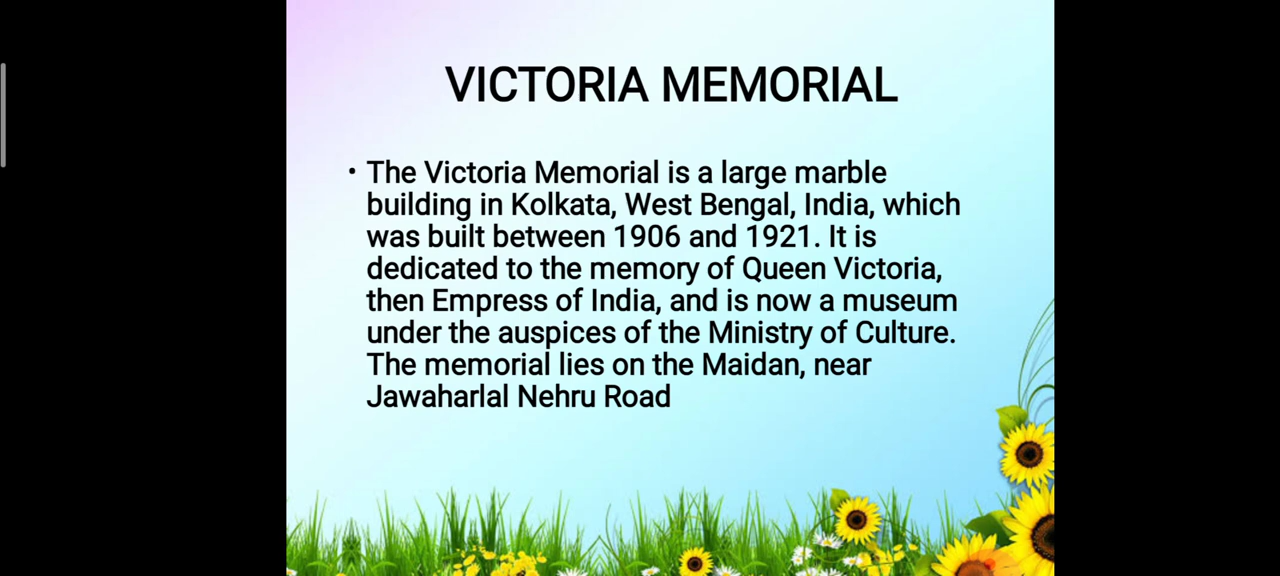 VICTORIA MEMORIAL
• The Victoria Memorial is a large marble
building in Kolkata, West Bengal, India, which
was built between 1906 and 1921. It is
dedicated to the memory of Queen Victoria,
then Empress of India, and is now a museum
under the auspices of the Ministry of Culture.
The memorial lies on the Maidan, near
Jawaharlal Nehru Road